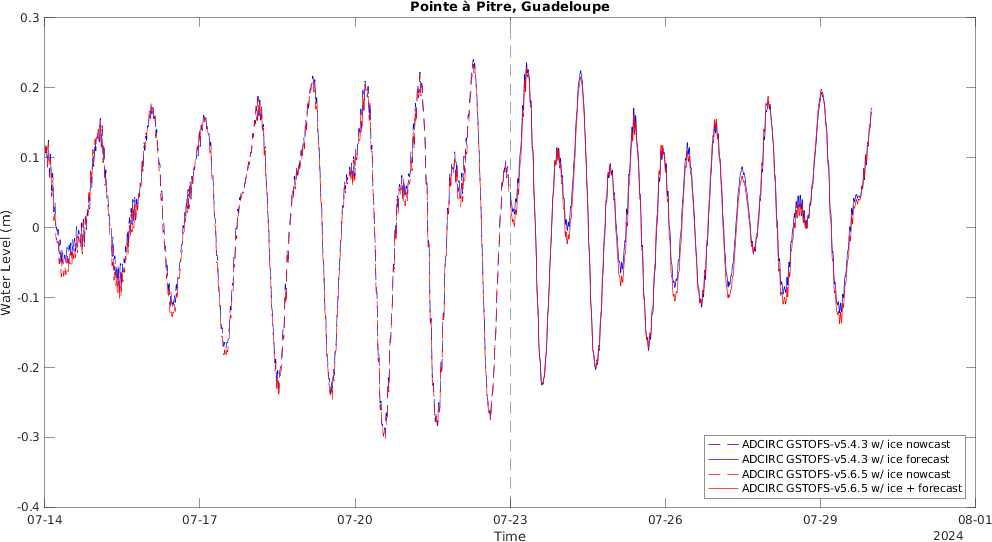 Pointe à Pitre, Guadeloupe
0.3
0.2
0.1
0
-0.1
-0.2
-0.3
-0.4
Water Level (m)
ADCIRC GSTOFS-v5.4.3 w/ ice nowcast
ADCIRC GSTOFS-v5.4.3 w/ ice forecast
ADCIRC GSTOFS-v5.6.5 w/ ice nowcast
ADCIRC GSTOFS-v5.6.5 w/ ice + forecast
07-14 07-17 07-20 07-23 07-26 07-29 08-01
Time
2024